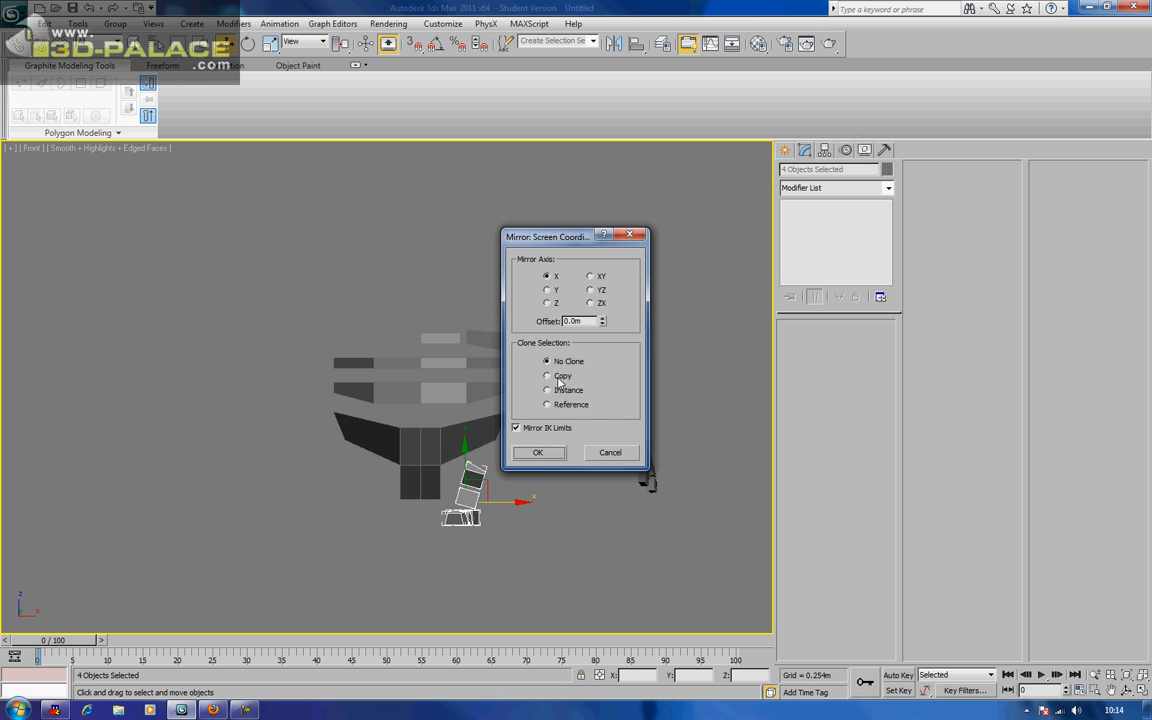 Autodesk 3ds Max 2011 x64 - Student Version Untitled
Type a keyword or phrase
Edit Tools Group Views Create Modifiers Animation Graph Editors Rendering Customize PhysX MAXScript Help
www.
3D-PALACE
.com
View
Create Selection Se
Graphite Modeling Tools Freeform Object Paint
Polygon Modeling
[ + ] [ Front ] [ Smooth + Highlights + Edged Faces ]
4 Objects Selected
Modifier List
Mirror: Screen Coordi...
Mirror Axis:
X XY
Y YZ
Z ZX
Offset: 0.0m
Clone Selection:
No Clone
Copy
Instance
Reference
Mirror IK Limits
OK Cancel
x
z
x
0 / 100
0 5 10 15 20 25 30 35 40 45 50 55 60 65 70 75 80 85 90 95 100
4 Objects Selected X: Y: Z: Grid = 0.254m Auto Key Selected
Click and drag to select and move objects Add Time Tag Set Key Key Filters... 0
10:14